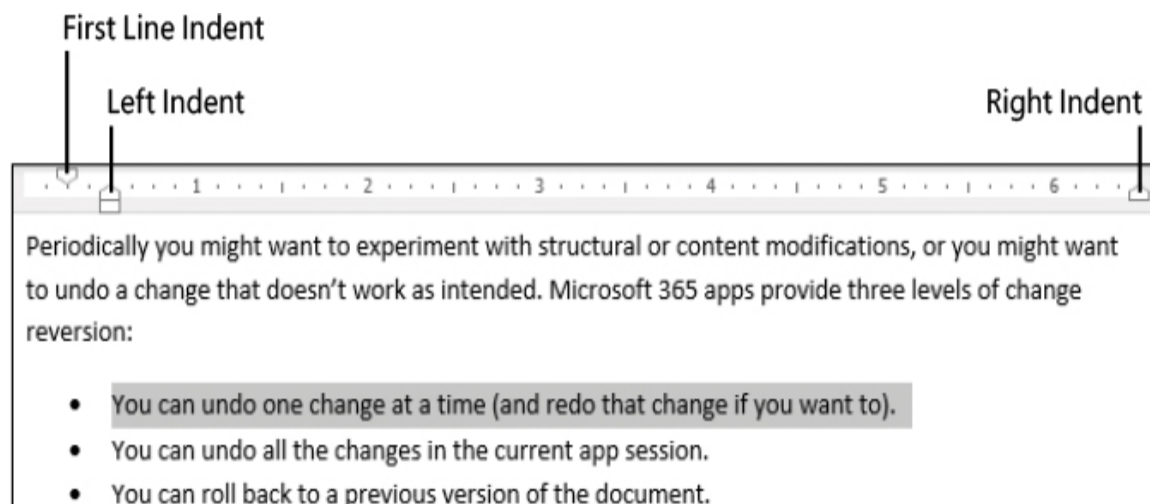 First Line Indent
Left Indent
Right Indent
1 2 3 4 5 6
Periodically you might want to experiment with structural or content modifications, or you might want
to undo a change that doesn’t work as intended. Microsoft 365 apps provide three levels of change
reversion:
• You can undo one change at a time (and redo that change if you want to).
• You can undo all the changes in the current app session.
• You can roll back to a previous version of the document.